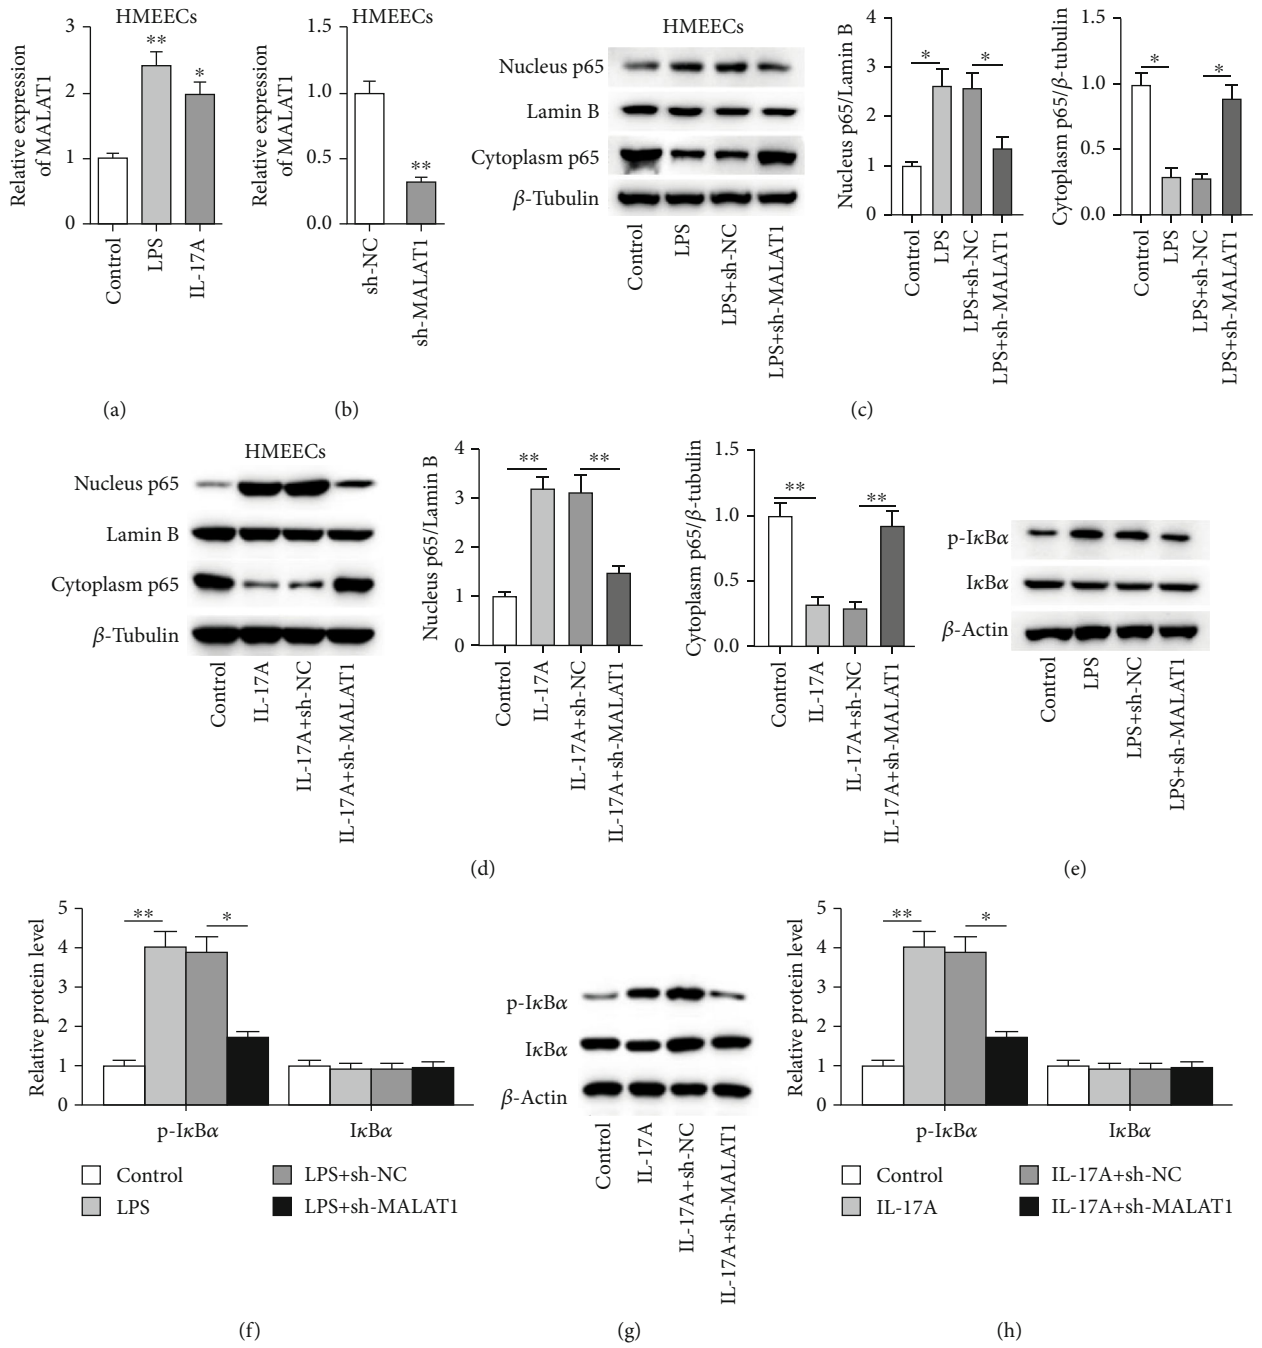 HMEECs
Relative expression
of MALAT1
3
2
1
0
**
*
Control
LPS
IL-17A
(a)
HMEECs
Relative expression
of MALAT1
1.5
1.0
0.5
0.0
**
sh-NC
sh-MALAT1
(b)
HMEECs
Nucleus p65
Lamin B
Cytoplasm p65
β-Tubulin
Control
LPS
LPS+sh-NC
LPS+sh-MALAT1
Nucleus p65/Lamin B
4
3
2
1
0
*
*
Control
LPS
LPS+sh-NC
LPS+sh-MALAT1
Cytoplasm p65/β-tubulin
1.5
1.0
0.5
0.0
*
*
Control
LPS
LPS+sh-NC
LPS+sh-MALAT1
(c)
HMEECs
Nucleus p65
Lamin B
Cytoplasm p65
β-Tubulin
Control
IL-17A
IL-17A+sh-NC
IL-17A+sh-MALAT1
Nucleus p65/Lamin B
4
3
2
1
0
**
**
Control
IL-17A
IL-17A+sh-NC
IL-17A+sh-MALAT1
Cytoplasm p65/β-tubulin
1.5
1.0
0.5
0.0
**
**
Control
IL-17A
IL-17A+sh-NC
IL-17A+sh-MALAT1
(d)
p-IκBα
IκBα
β-Actin
Control
LPS
LPS+sh-NC
LPS+sh-MALAT1
(e)
Relative protein level
5
4
3
2
1
0
**
*
p-IκBα
IκBα
Control
LPS
LPS+sh-NC
LPS+sh-MALAT1
(f)
p-IκBα
IκBα
β-Actin
Control
IL-17A
IL-17A+sh-NC
IL-17A+sh-MALAT1
(g)
Relative protein level
5
4
3
2
1
0
**
*
p-IκBα
IκBα
Control
IL-17A
IL-17A+sh-NC
IL-17A+sh-MALAT1
(h)